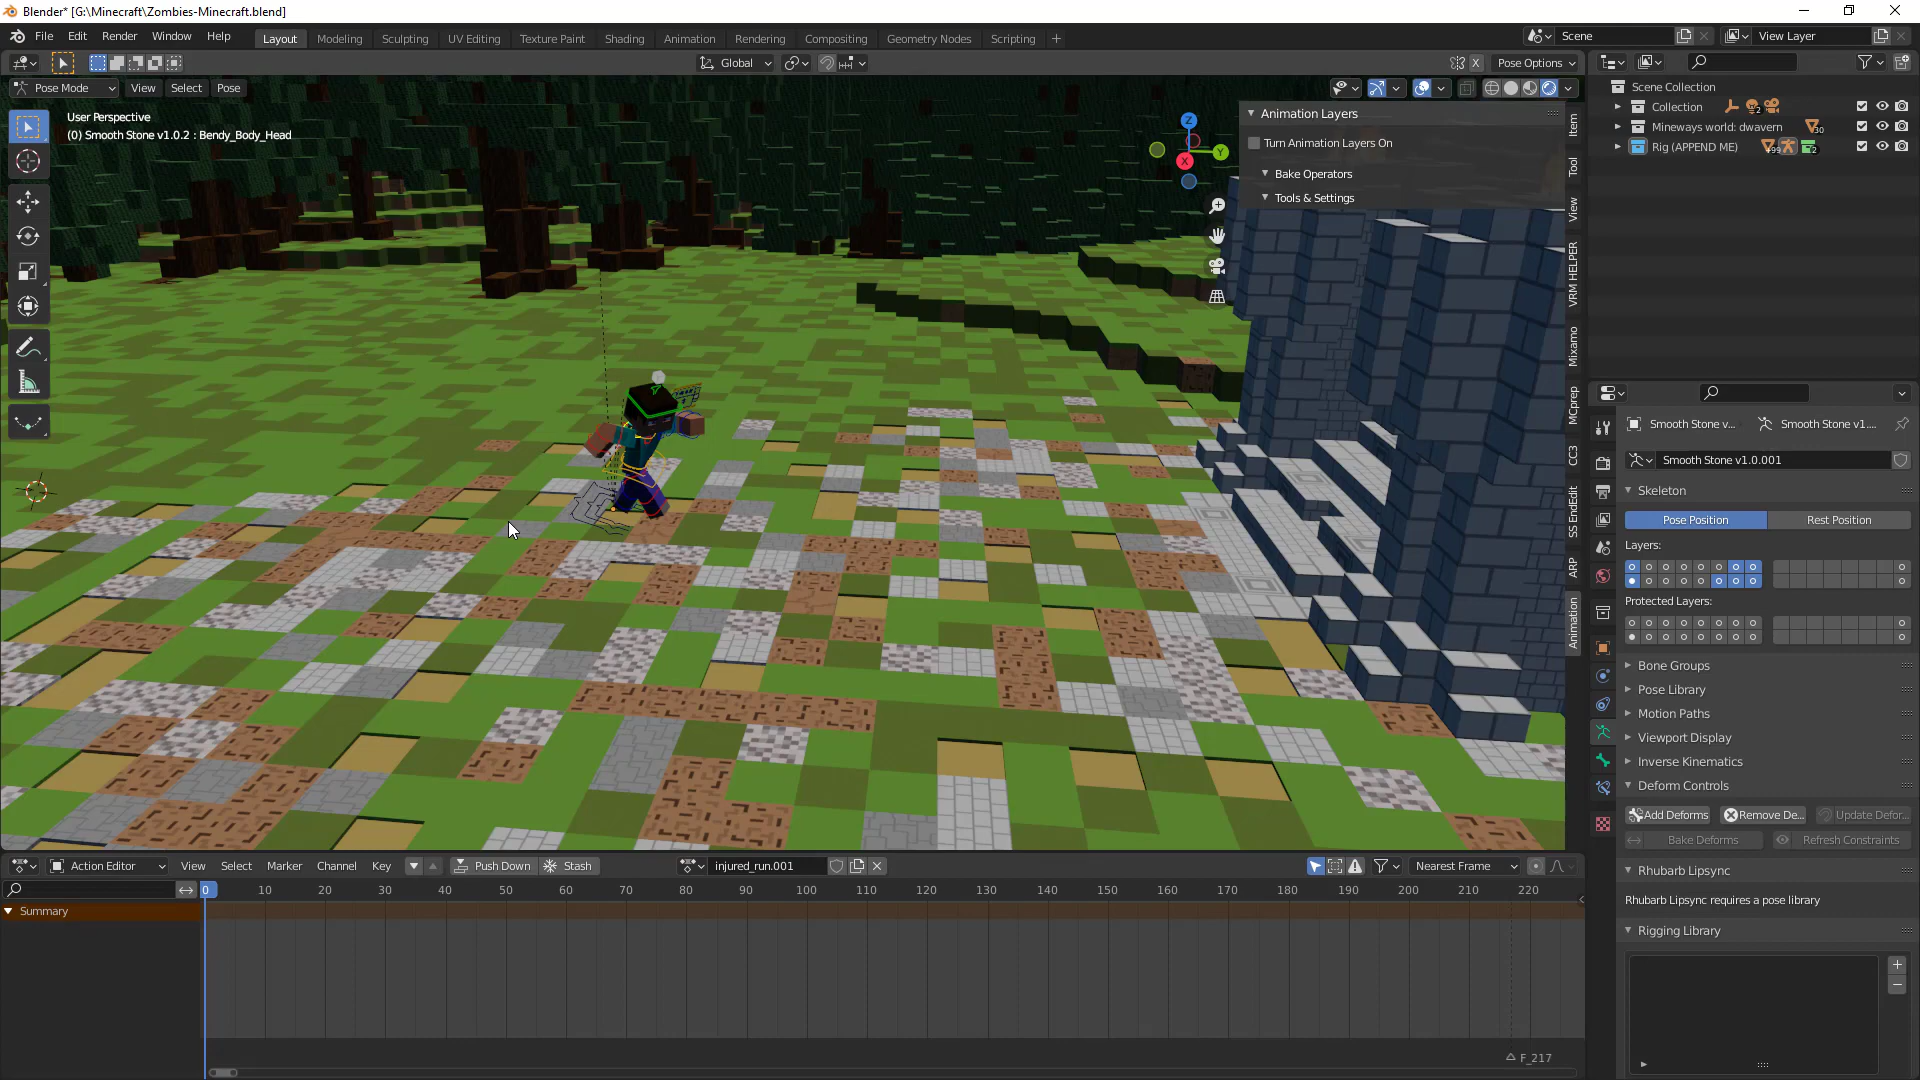 Blender* [G:\Minecraft\Zombies-Minecraft.blend]
File Edit Render Window Help
Layout Modeling Sculpting UV Editing Texture Paint Shading Animation Rendering Compositing Geometry Nodes Scripting +
Scene
View Layer
Global
X
Pose Options
Pose Mode View Select Pose
User Perspective
(0) Smooth Stone v1.0.2 : Bendy_Body_Head
Z
Y
X
Animation Layers
Turn Animation Layers On
Bake Operators
Tools & Settings
Item
Tool
View
VRM HELPER
Mixamo
MCprep
CC3
SS EndEdit
ARP
Animation
Scene Collection
Collection 2
Mineways world: dwavern 30
Rig (APPEND ME) +99 2
Smooth Stone v... Smooth Stone v1....
Smooth Stone v1.0.001
Skeleton
Pose Position Rest Position
Layers:
Protected Layers:
Bone Groups
Pose Library
Motion Paths
Viewport Display
Inverse Kinematics
Deform Controls
Add Deforms Remove De... Update Defor...
Bake Deforms Refresh Constraints
Rhubarb Lipsync
Rhubarb Lipsync requires a pose library
Rigging Library
Action Editor View Select Marker Channel Key Push Down Stash injured_run.001 Nearest Frame
0 10 20 30 40 50 60 70 80 90 100 110 120 130 140 150 160 170 180 190 200 210 220
Summary
F_217